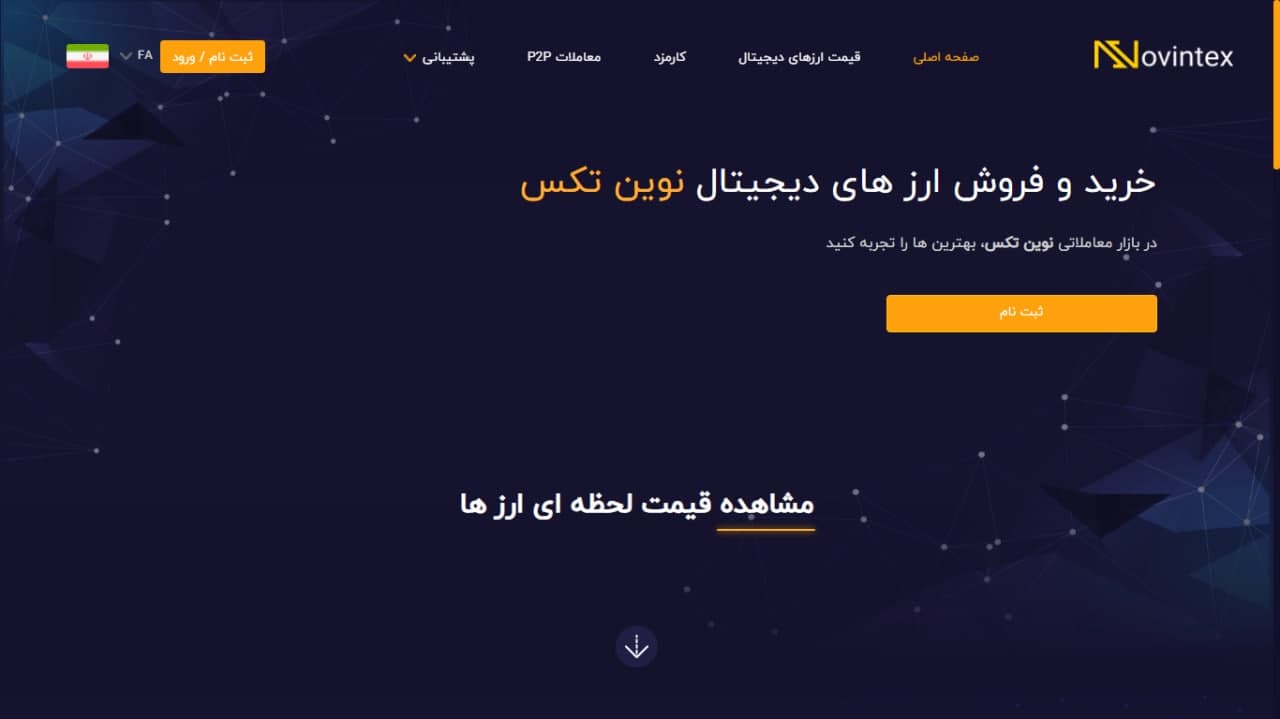 Novintex
صفحه اصلی
قیمت ارزهای دیجیتال
کارمزد
معاملات P2P
پشتیبانی
ثبت نام / ورود
FA
خرید و فروش ارز های دیجیتال نوین تکس
در بازار معاملاتی نوین تکس، بهترین ها را تجربه کنید
ثبت نام
مشاهده قیمت لحظه ای ارز ها